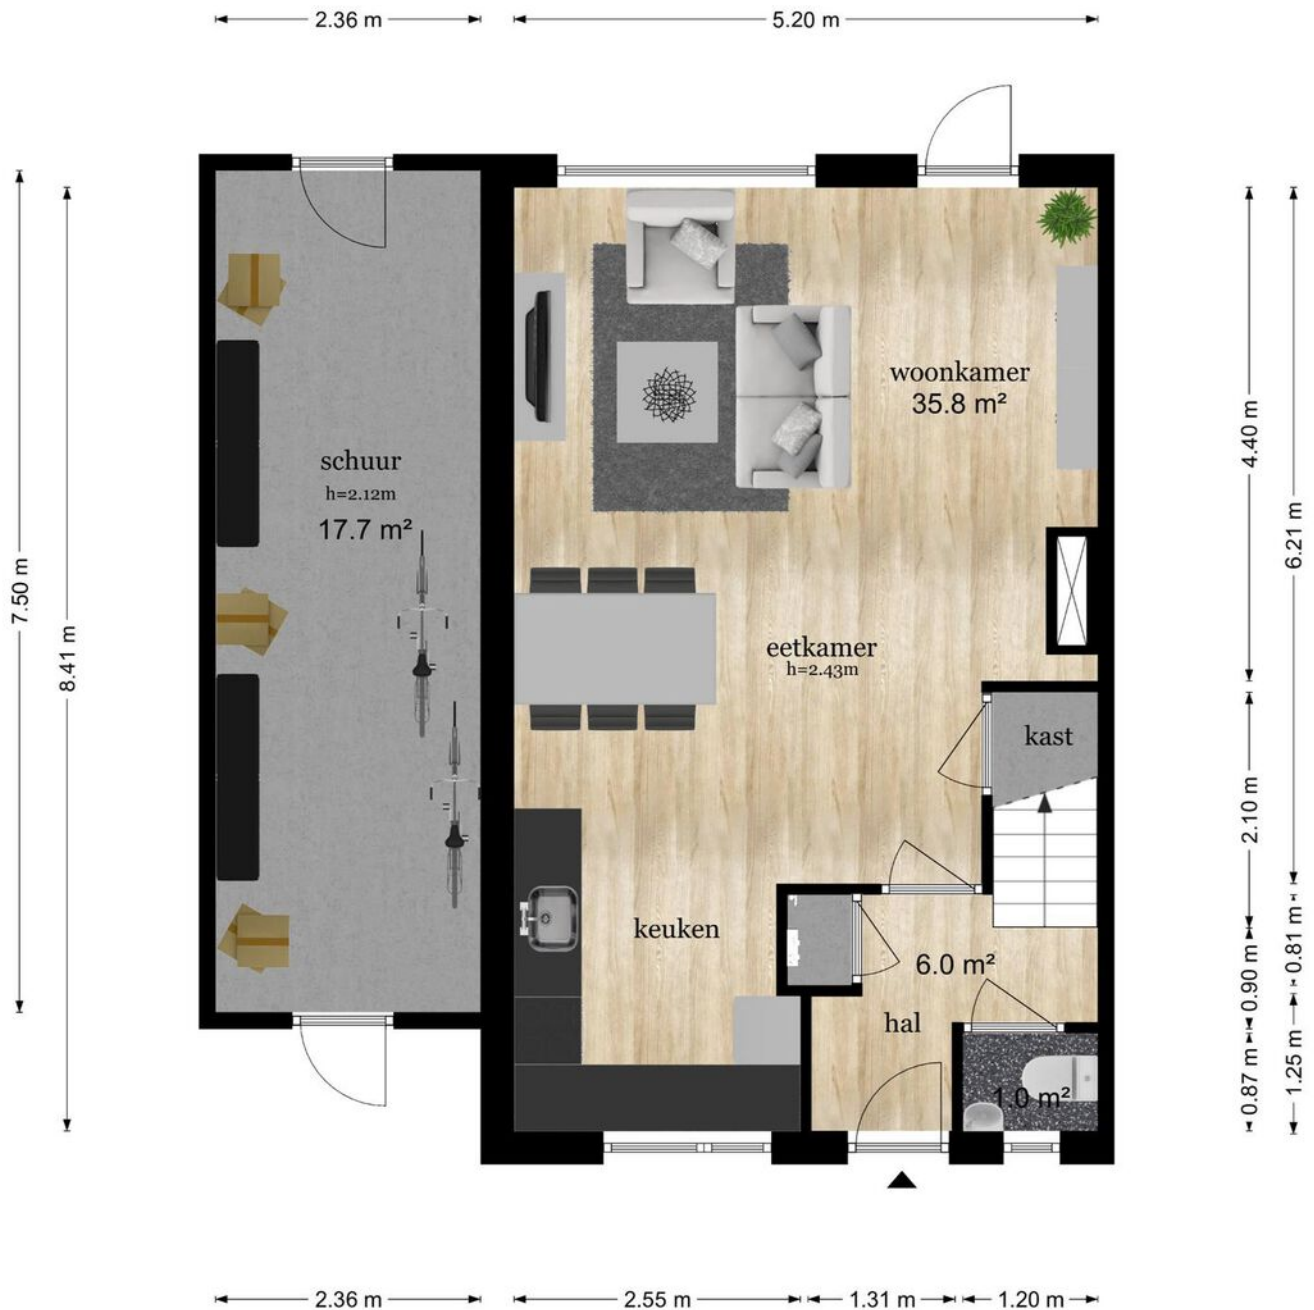 2.36 m
5.20 m
woonkamer
35.8 m²
4.40 m
schuur
h=2.12m
17.7 m²
6.21 m
7.50 m
8.41 m
eetkamer
h=2.43m
kast
2.10 m
keuken
6.0 m²
0.81 m
0.90 m
hal
1.0 m²
0.87 m
1.25 m
2.36 m
2.55 m
1.31 m
1.20 m